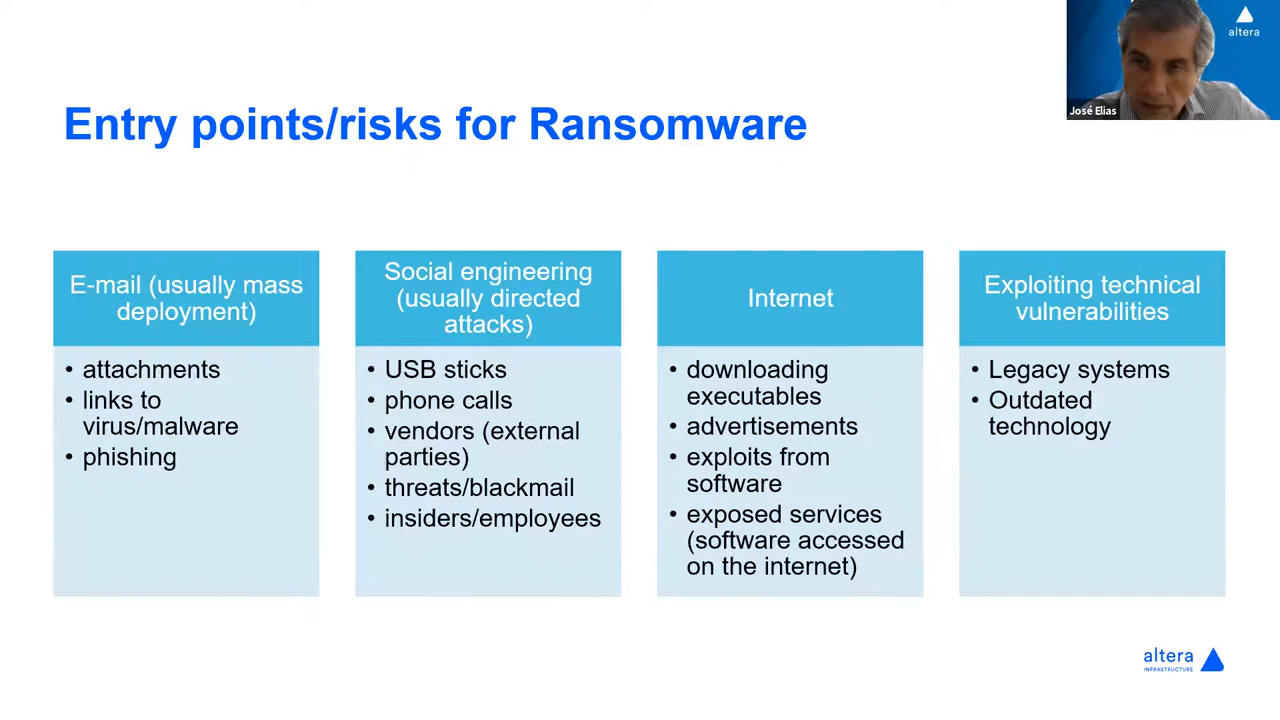 altera
José Elias
Entry points/risks for Ransomware
E-mail (usually mass
deployment)
• attachments
• links to
virus/malware
• phishing
Social engineering
(usually directed
attacks)
• USB sticks
• phone calls
• vendors (external
parties)
• threats/blackmail
• insiders/employees
Internet
• downloading
executables
• advertisements
• exploits from
software
• exposed services
(software accessed
on the internet)
Exploiting technical
vulnerabilities
• Legacy systems
• Outdated
technology
altera
INFRASTRUCTURE